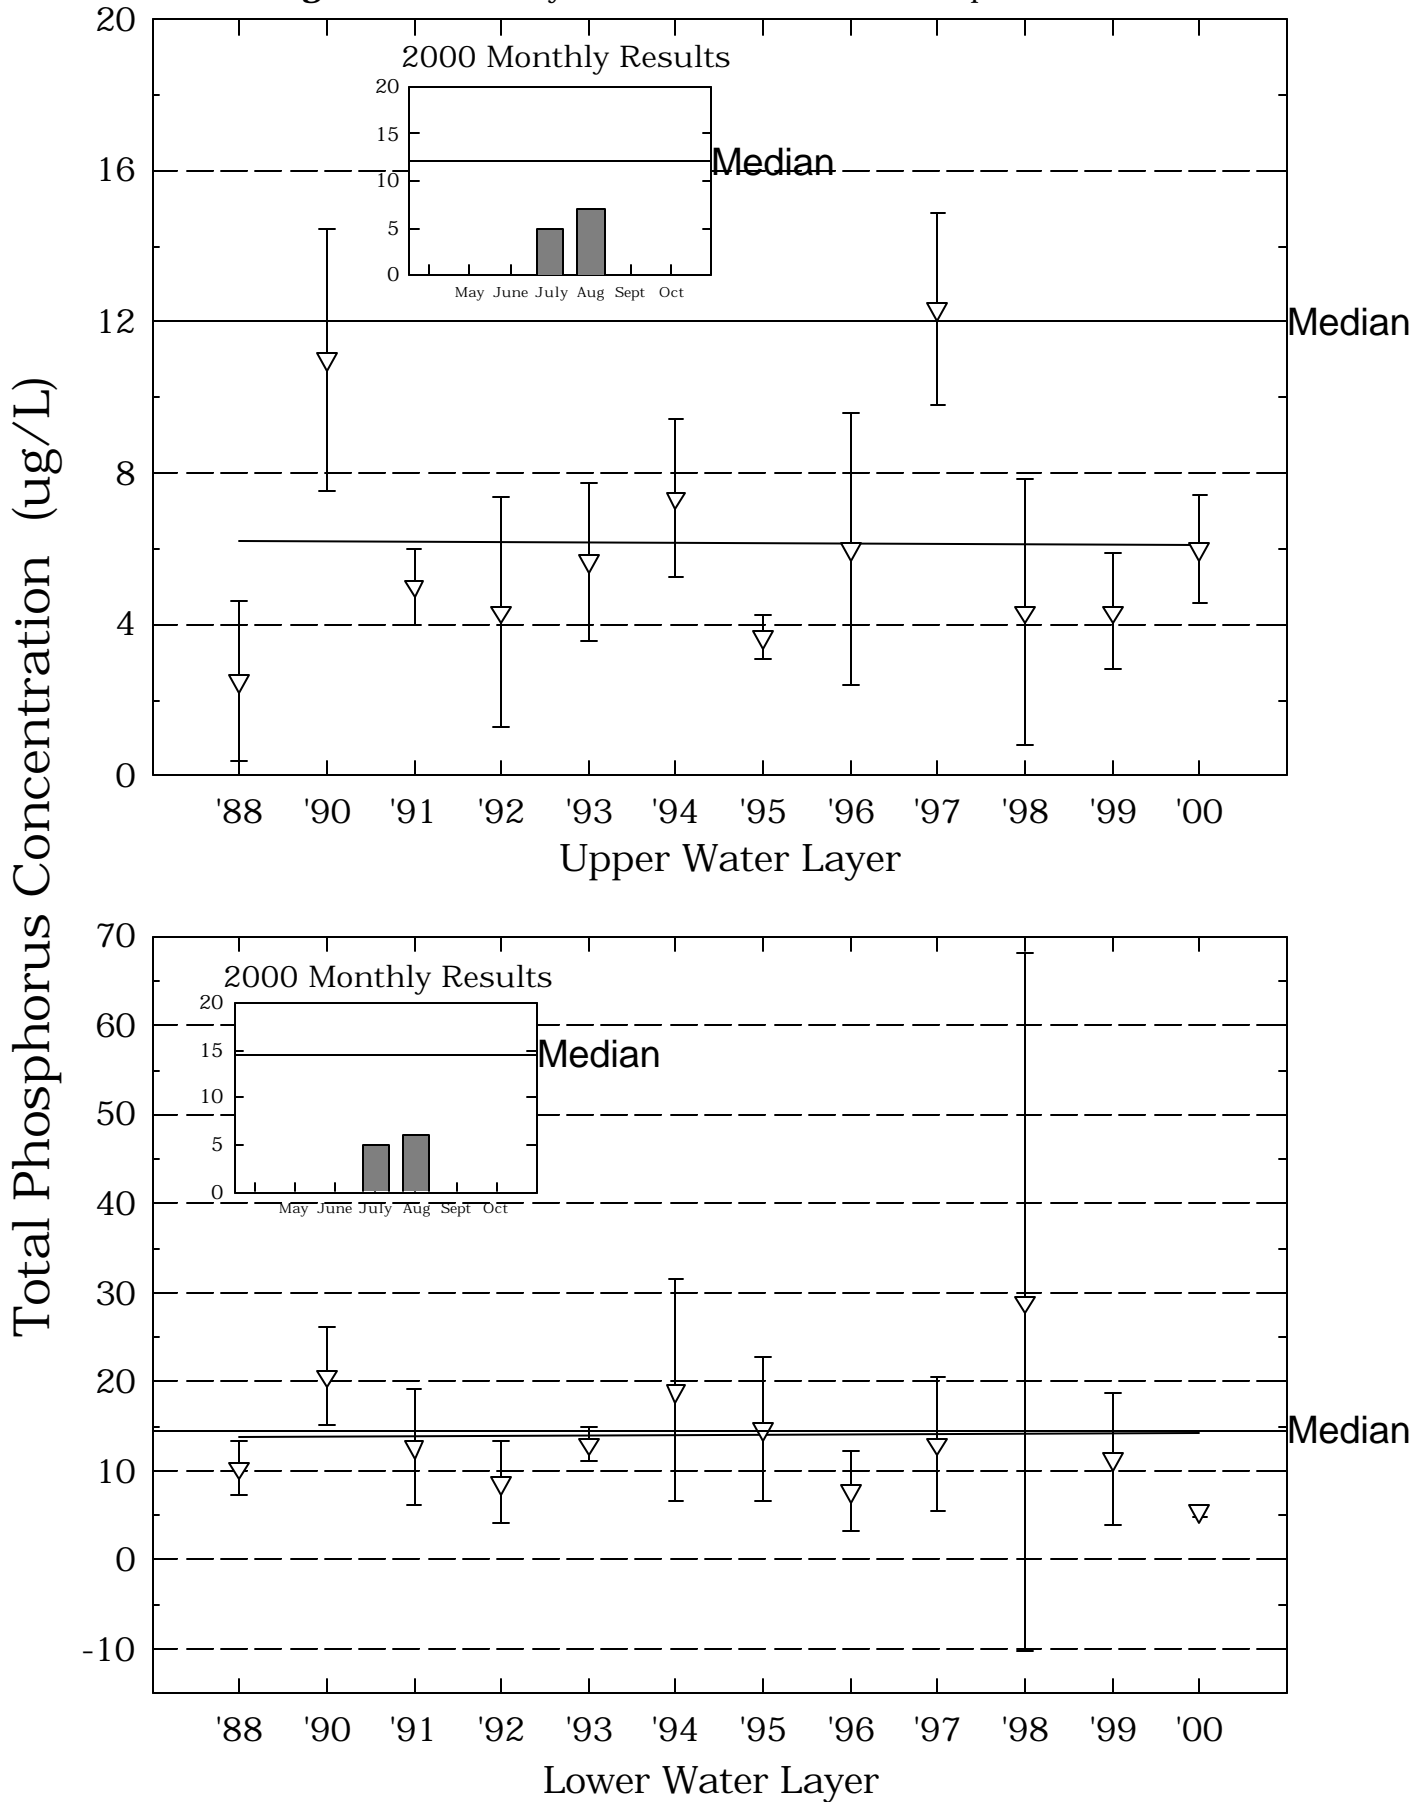 20
2000 Monthly Results
20
15
Median
16
10
5
0
May June July Aug Sept Oct
12
Median
8
4
0
'88 '90 '91 '92 '93 '94 '95 '96 '97 '98 '99 '00
Upper Water Layer
Total Phosphorus Concentration (ug/L)
70
2000 Monthly Results
20
60
15
Median
50
10
5
0
May June July Aug Sept Oct
40
30
20
Median
10
0
-10
'88 '90 '91 '92 '93 '94 '95 '96 '97 '98 '99 '00
Lower Water Layer